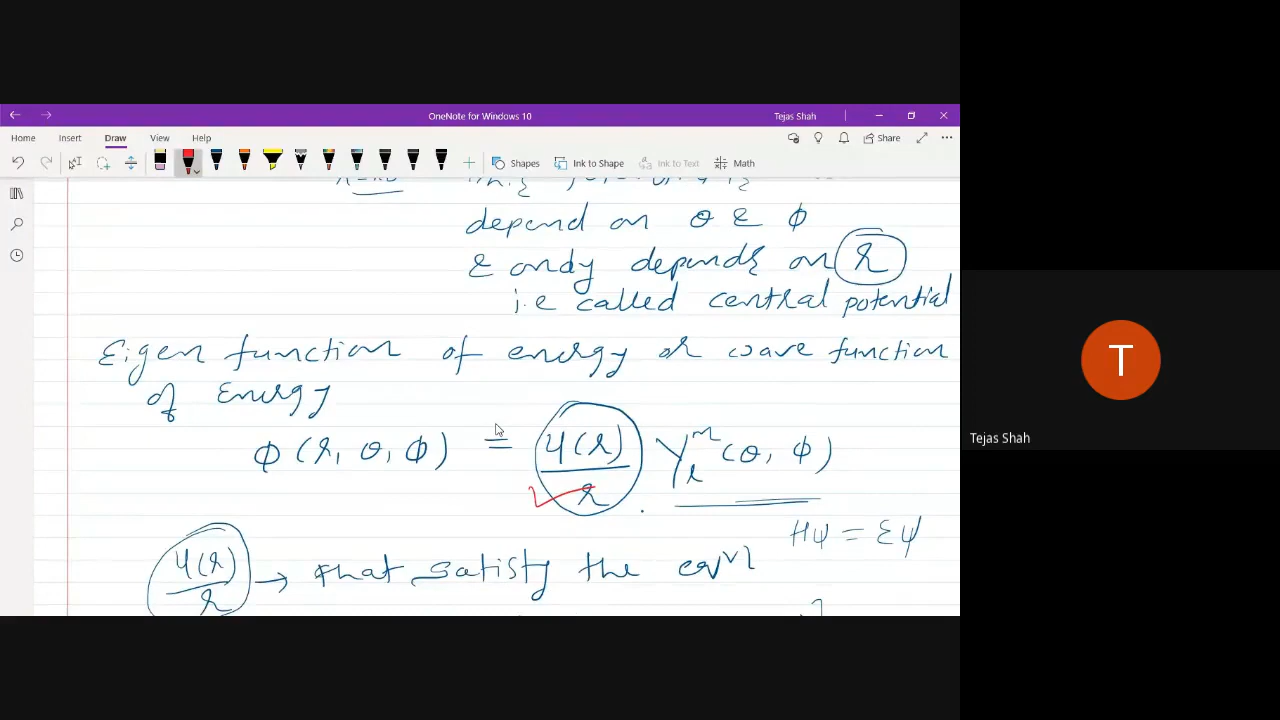 OneNote for Windows 10
Tejas Shah
Home Insert Draw View Help
Share
Shapes Ink to Shape Ink to Text Math
depend on θ & φ
& only depends on r
i.e called central potential
Eigen function of energy or wave function
of Energy
φ (r, θ, φ) = u(r)/r Yₗᵐ (θ, φ)
Hψ = Eψ
u(r)/r → that satisfy the eqⁿ
T
Tejas Shah